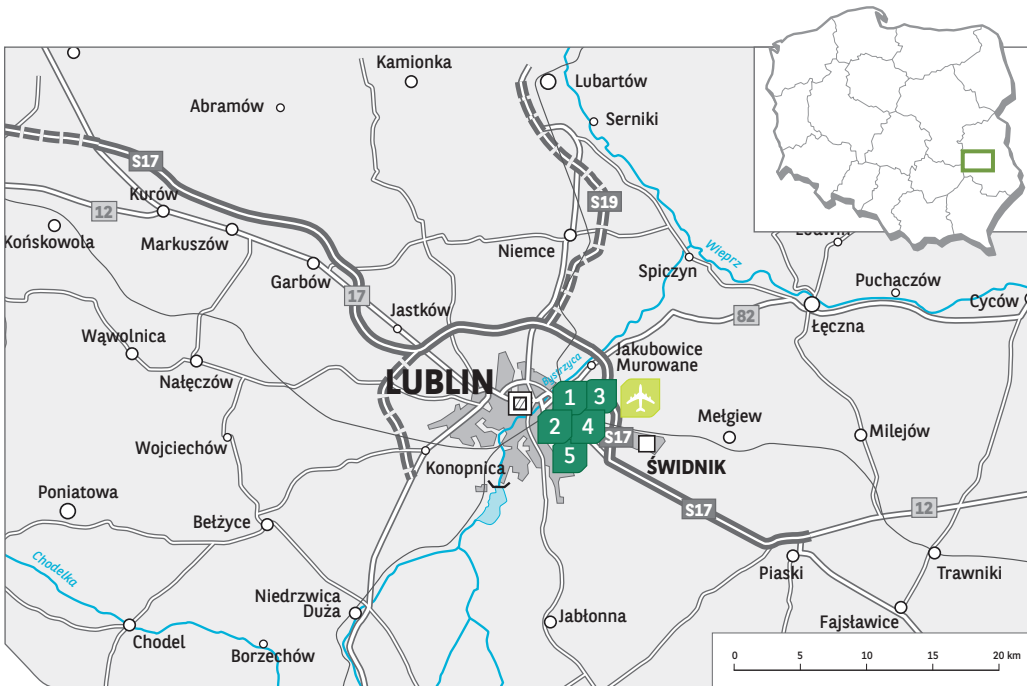 Kamionka
Lubartów
Abramów
Serniki
S17
Kurów
12
S19
Końskowola
Markuszów
Niemce
Wieprz
Garbów
Spiczyn
Puchaczów
17
Cyców
Jastków
82
Łęczna
Wąwolnica
Bystrzyca
Jakubowice
Murowane
Nałęczów
LUBLIN
1
3
2
4
Mełgiew
S17
Milejów
Wojciechów
5
ŚWIDNIK
Konopnica
Poniatowa
S17
12
Bełżyce
Chodelka
Piaski
Trawniki
Niedrzwica
Duża
Jabłonna
Fajsławice
Chodel
Borzechów
0 5 10 15 20 km